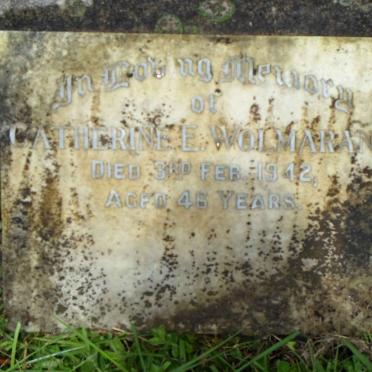 In Loving Memory
of
CATHERINE E. WOLMARAN
DIED 3RD FEB. 1942,
AGED 46 YEARS.